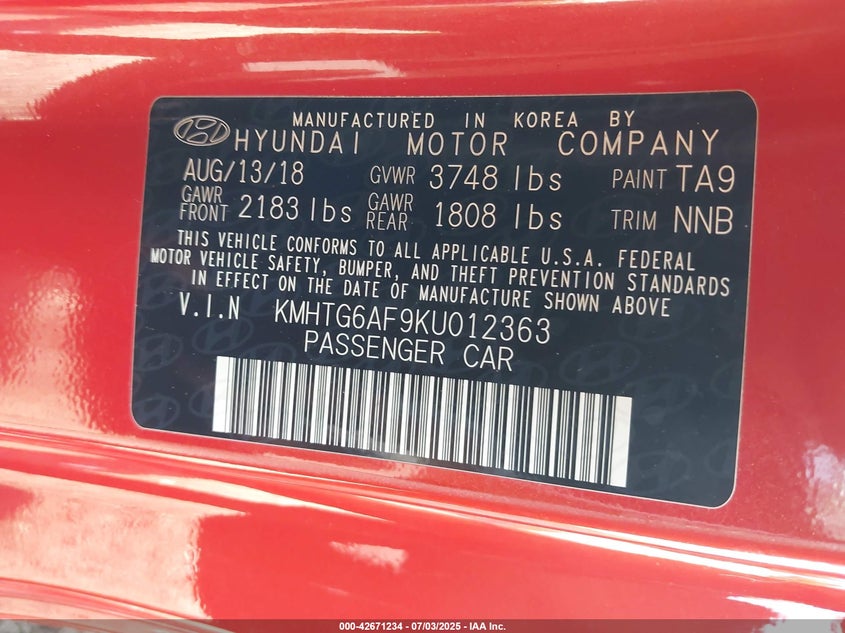 MANUFACTURED IN KOREA BY
HYUNDAI MOTOR COMPANY
AUG/13/18 GVWR 3748 lbs PAINT TA9
GAWR FRONT 2183 lbs GAWR REAR 1808 lbs TRIM NNB
THIS VEHICLE CONFORMS TO ALL APPLICABLE U.S.A. FEDERAL
MOTOR VEHICLE SAFETY, BUMPER, AND THEFT PREVENTION STANDARDS
IN EFFECT ON THE DATE OF MANUFACTURE SHOWN ABOVE
V.I.N KMHTG6AF9KU012363
PASSENGER CAR
000-42671234 - 07/03/2025 - IAA Inc.